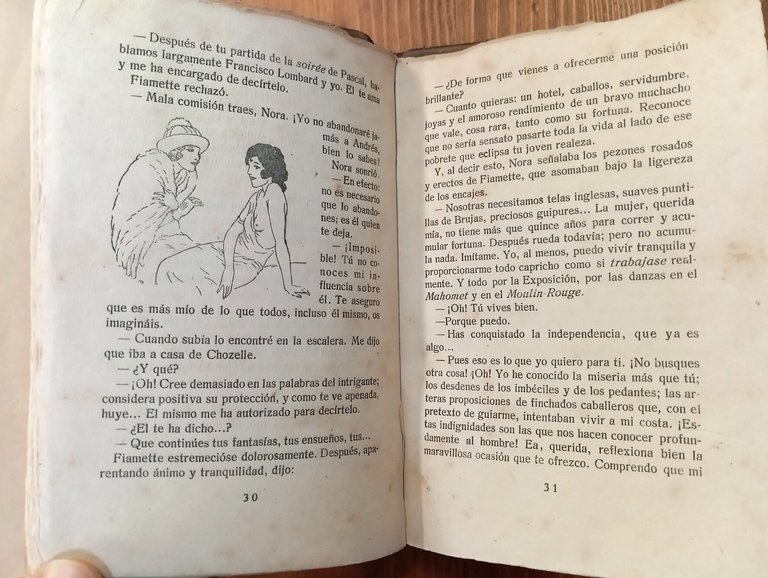 — Después de tu partida de la soirée de Pascal, ha-
blamos largamente Francisco Lombard y yo. El te ama
y me ha encargado de decírtelo.
Fiamette rechazó.
— Mala comisión traes, Nora. ¡Yo no abandonaré ja-
más a Andrés,
bien lo sabes!
Nora sonrió.
— En efecto:
no es necesario
que lo abando-
nes; es él quien
te deja.
— ¡Imposi-
ble! Tú no co-
noces mi in-
fluencia sobre
él. Te aseguro
que es más mío de lo que todos, incluso él mismo, os
imagináis.
— Cuando subía lo encontré en la escalera. Me dijo
que iba a casa de Chozelle.
— ¿Y qué?
— ¡Oh! Cree demasiado en las palabras del intrigante;
considera positiva su protección, y como te ve apenada,
huye... El mismo me ha autorizado para decírtelo.
— ¿El te ha dicho...?
— Que continúes tus fantasías, tus ensueños, tus...
Fiamette estremecióse dolorosamente. Después, apa-
rentando ánimo y tranquilidad, dijo:
30
— ¿De forma que vienes a ofrecerme una posición
brillante?
— Cuanto quieras: un hotel, caballos, servidumbre,
joyas y el amoroso rendimiento de un bravo muchacho
que vale, cosa rara, tanto como su fortuna. Reconoce
que no sería sensato pasarte toda la vida al lado de ese
pobrete que eclipsa tu joven realeza.
Y, al decir esto, Nora señalaba los pezones rosados
y erectos de Fiamette, que asomaban bajo la ligereza
de los encajes.
— Nosotras necesitamos telas inglesas, suaves punti-
llas de Brujas, preciosos guipures... La mujer, querida
mía, no tiene más que quince años para correr y acu-
mular fortuna. Después rueda todavía; pero no acumu-
la nada. Imítame. Yo, al menos, puedo vivir tranquila y
proporcionarme todo capricho como si trabajase real-
mente. Y todo por la Exposición, por las danzas en el
Mahomet y en el Moulin-Rouge.
— ¡Oh! Tú vives bien.
—Porque puedo.
— Has conquistado la independencia, que ya es
algo...
— Pues eso es lo que yo quiero para ti. ¡No busques
otra cosa! ¡Oh! Yo he conocido la miseria más que tú;
los desdenes de los imbéciles y de los pedantes; las ar-
teras proposiciones de finchados caballeros que, con el
pretexto de guiarme, intentaban vivir a mi costa. ¡Es-
tas indignidades son las que nos hacen conocer profun-
damente al hombre! Ea, querida, reflexiona bien la
maravillosa ocasión que te ofrezco. Comprendo que mi
31